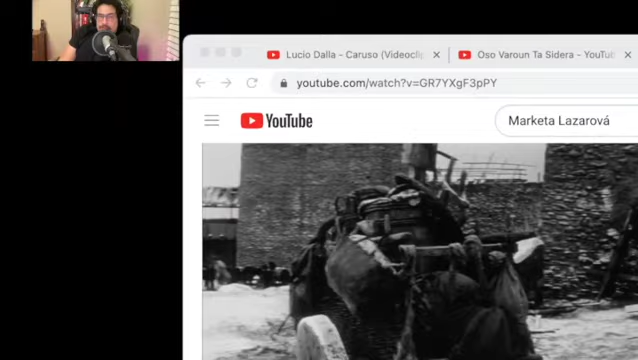 Lucio Dalla - Caruso (Videoclip
Oso Varoun Ta Sidera - YouTub
youtube.com/watch?v=GR7YXgF3pPY
YouTube
Marketa Lazarová